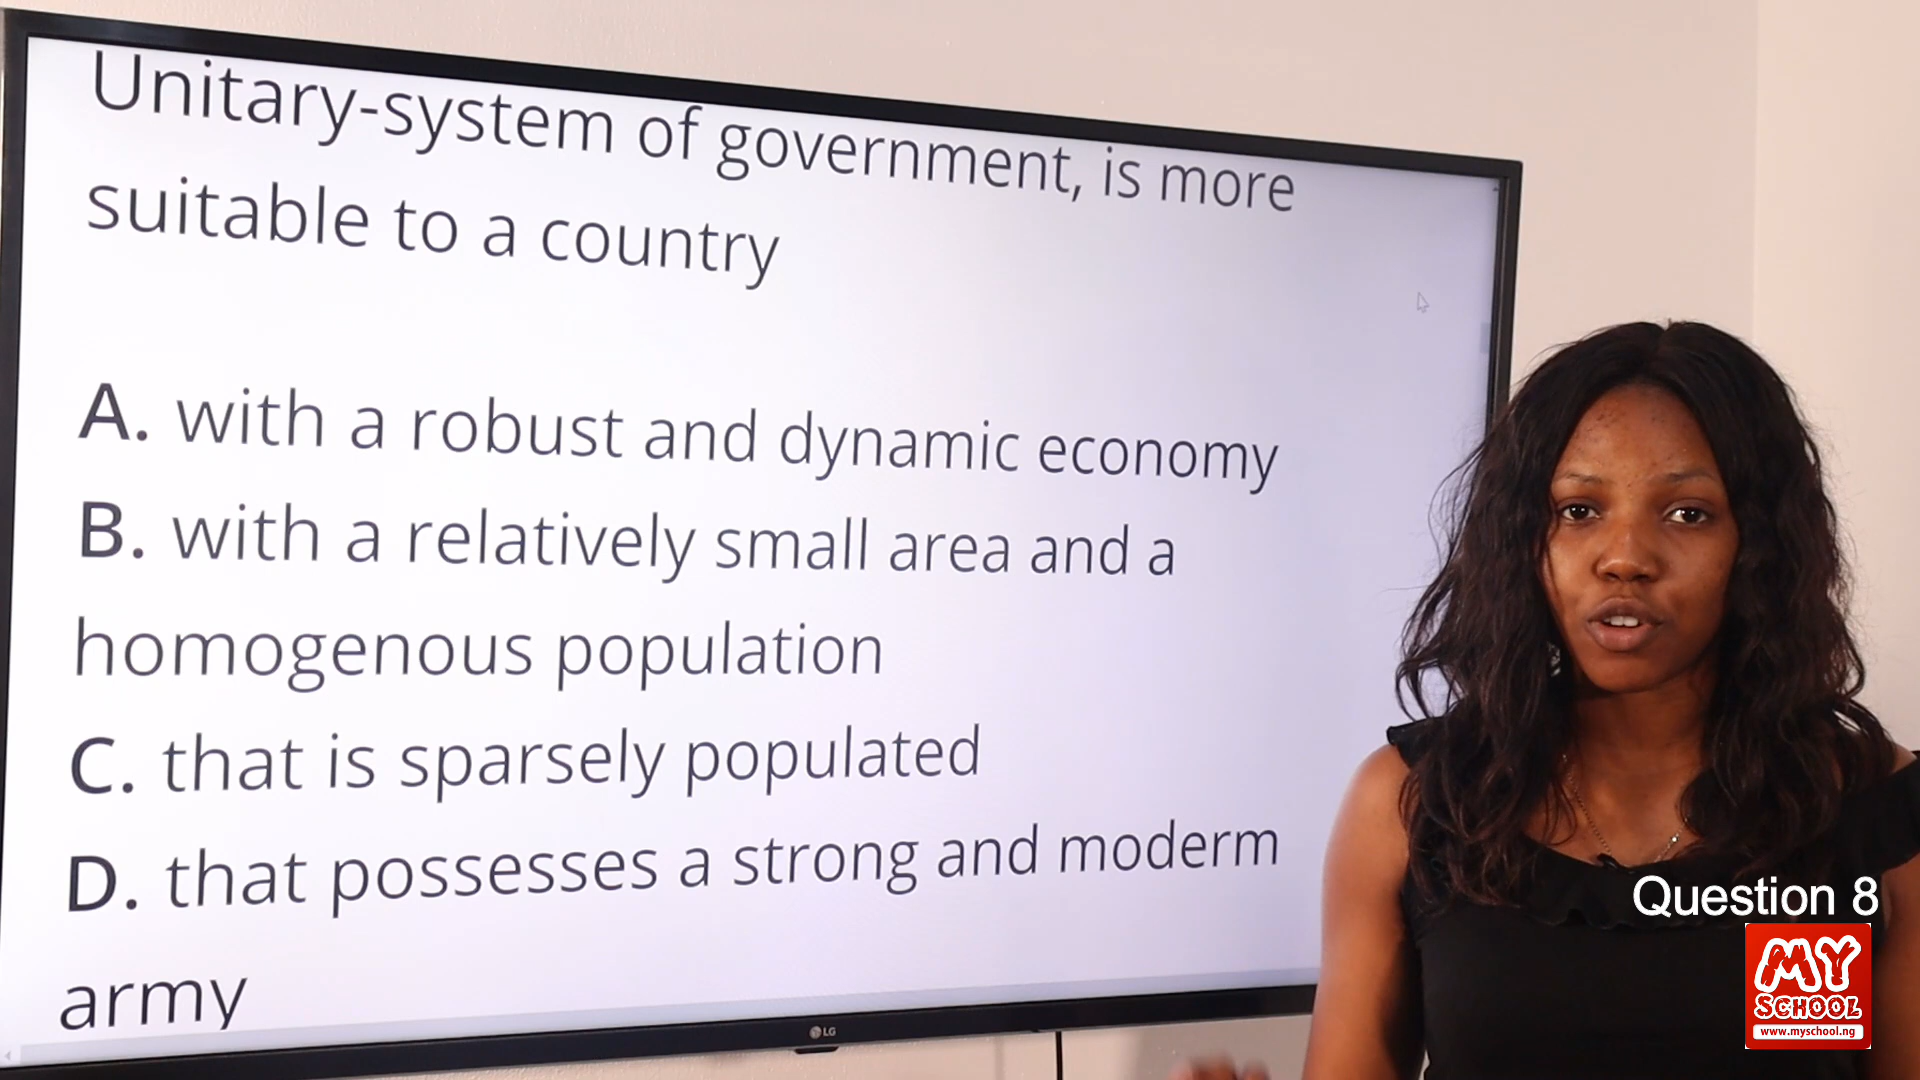 Unitary-system of government, is more
suitable to a country
A. with a robust and dynamic economy
B. with a relatively small area and a
homogenous population
C. that is sparsely populated
D. that possesses a strong and moderm
army
LG
Question 8
MY
SCHOOL
www.myschool.ng